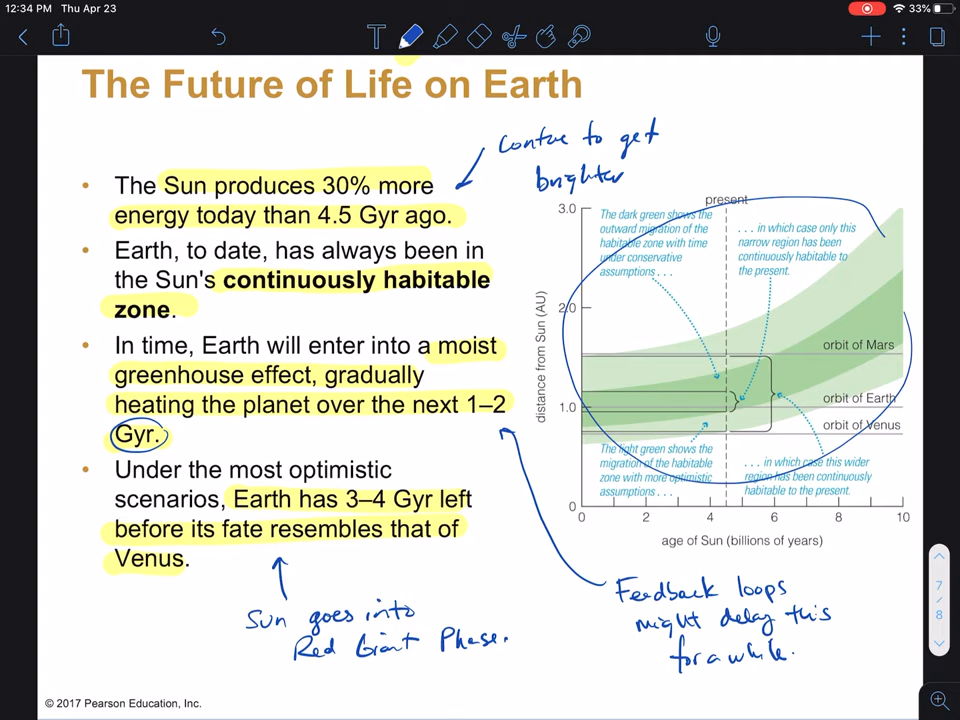 12:34 PM Thu Apr 23
33%
The Future of Life on Earth
• The Sun produces 30% more
energy today than 4.5 Gyr ago.
• Earth, to date, has always been in
the Sun's continuously habitable
zone.
• In time, Earth will enter into a moist
greenhouse effect, gradually
heating the planet over the next 1–2
Gyr.
• Under the most optimistic
scenarios, Earth has 3–4 Gyr left
before its fate resembles that of
Venus.
to get
brighter
present
3.0
2.0
1.0
0
distance from Sun (AU)
The dark green shows the
outward migration of the
habitable zone with time
under conservative
assumptions . . .
. . . in which case only this
narrow region has been
continuously habitable to
the present.
orbit of Mars
orbit of Earth
orbit of Venus
The light green shows the
migration of the habitable
zone with more optimistic
assumptions . . .
. . . in which case this wider
region has been continuously
habitable to the present.
0 2 4 6 8 10
age of Sun (billions of years)
Sun goes into
Red Giant Phase.
Feedback loops
might delay this
for a while.
7
/
8
© 2017 Pearson Education, Inc.